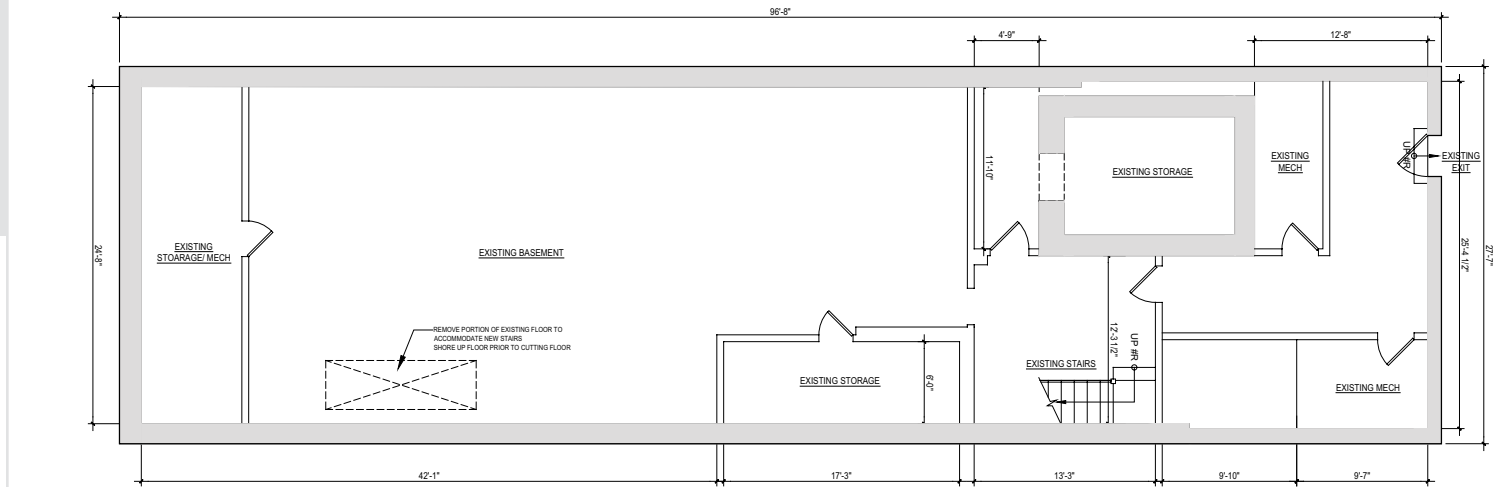 96'-8"
4'-9"
12'-8"
UP #R
EXISTING
EXIT
EXISTING
MECH
11'-10"
EXISTING STORAGE
24'-8"
EXISTING
STOARAGE/ MECH
EXISTING BASEMENT
25'-4 1/2"
27'-7"
REMOVE PORTION OF EXISTING FLOOR TO
ACCOMMODATE NEW STAIRS
SHORE UP FLOOR PRIOR TO CUTTING FLOOR
12'-3 1/2"
UP #R
EXISTING STAIRS
EXISTING STORAGE
6'-0"
EXISTING MECH
42'-1"
17'-3"
13'-3"
9'-10"
9'-7"